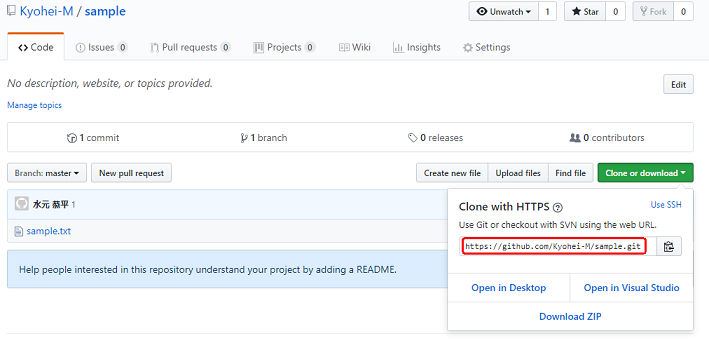 Kyohei-M / sample
Unwatch 1 Star 0 Fork 0
Code Issues 0 Pull requests 0 Projects 0 Wiki Insights Settings
No description, website, or topics provided.
Edit
Manage topics
1 commit 1 branch 0 releases 0 contributors
Branch: master New pull request Create new file Upload files Find file Clone or download
水元 恭平 1
sample.txt
Help people interested in this repository understand your project by adding a README.
Clone with HTTPS ? Use SSH
Use Git or checkout with SVN using the web URL.
https://github.com/Kyohei-M/sample.git
Open in Desktop Open in Visual Studio
Download ZIP